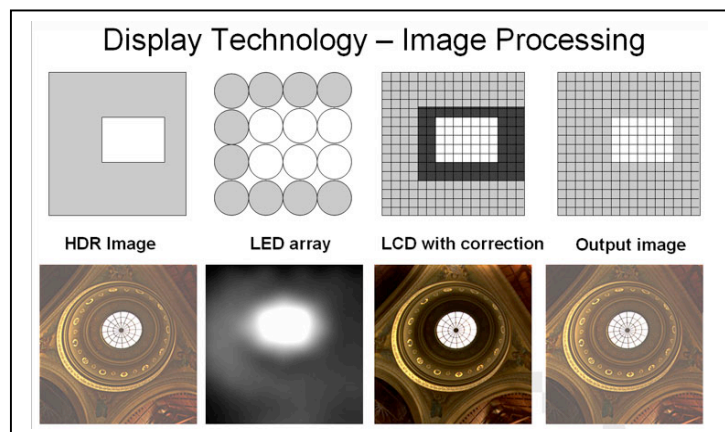 Display Technology – Image Processing
HDR Image
LED array
LCD with correction
Output image